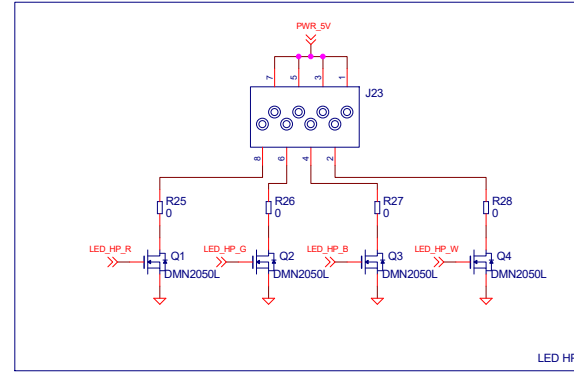 PWR_5V
7
5
3
1
J23
8
6
4
2
R25
0
R26
0
R27
0
R28
0
LED_HP_R
LED_HP_G
LED_HP_B
LED_HP_W
Q1
DMN2050L
Q2
DMN2050L
Q3
DMN2050L
Q4
DMN2050L
LED HP